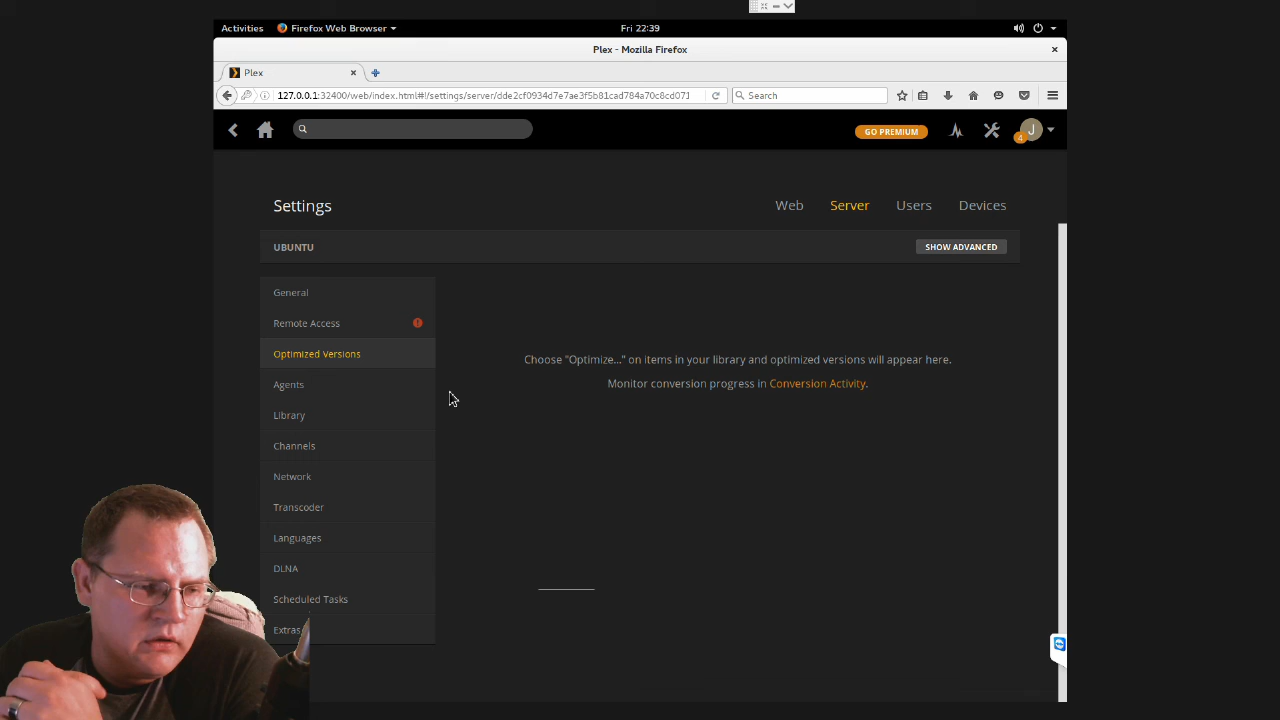 Activities Firefox Web Browser Fri 22:39
Plex - Mozilla Firefox
Plex
127.0.0.1:32400/web/index.html#!/settings/server/dde2cf0934d7e7ae3f5b81cad784a70c8cd071 Search
GO PREMIUM 4 J
Settings Web Server Users Devices
UBUNTU SHOW ADVANCED
General
Remote Access !
Optimized Versions
Agents
Library
Channels
Network
Transcoder
Languages
DLNA
Scheduled Tasks
Extras
Choose "Optimize..." on items in your library and optimized versions will appear here.
Monitor conversion progress in Conversion Activity.